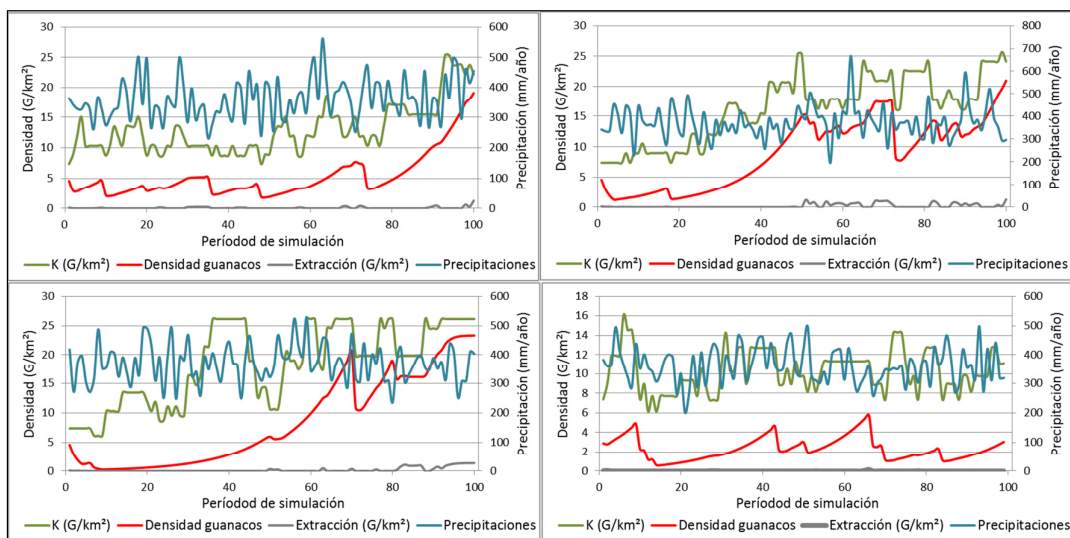 30 25 20 15 10 5 0
Densidad (G/km²)
600 500 400 300 200 100 0
Precipitación (mm/año)
0 20 40 60 80 100
Períodod de simulación
K (G/km²) Densidad guanacos Extracción (G/km²) Precipitaciones
30 25 20 15 10 5 0
Densidad (G/km²)
800 700 600 500 400 300 200 100 0
Precipitación (mm/año)
0 20 40 60 80 100
Períodod de simulación
K (G/km²) Densidad guanacos Extracción (G/km²) Precipitaciones
30 25 20 15 10 5 0
Densidad (G/km²)
600 500 400 300 200 100 0
Precipitación (mm/año)
0 20 40 60 80 100
Períodod de simulación
K (G/km²) Densidad guanacos Extracción (G/km²) Precipitaciones
18 16 14 12 10 8 6 4 2 0
Densidad (G/km²)
600 500 400 300 200 100 0
Precipitación (mm/año)
0 20 40 60 80 100
Períodod de simulación
K (G/km²) Densidad guanacos Extracción (G/km²) Precipitaciones